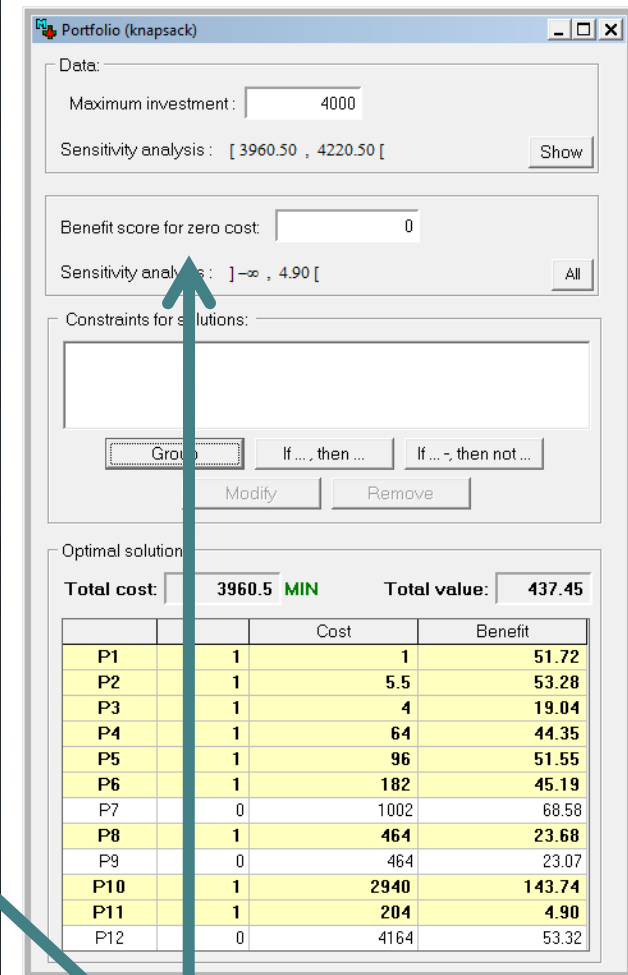 Portfolio (knapsack)
Data:
Maximum investment : 4000
Sensitivity analysis : [ 3960.50 , 4220.50 [ Show
Benefit score for zero cost: 0
Sensitivity analysis : ]−∞ , 4.90 [ All
Constraints for solutions:
Group If ... , then ... If ... -, then not ...
Modify Remove
Optimal solution
Total cost: 3960.5 MIN Total value: 437.45
Cost Benefit
P1 1 1 51.72
P2 1 5.5 53.28
P3 1 4 19.04
P4 1 64 44.35
P5 1 96 51.55
P6 1 182 45.19
P7 0 1002 68.58
P8 1 464 23.68
P9 0 464 23.07
P10 1 2940 143.74
P11 1 204 4.90
P12 0 4164 53.32